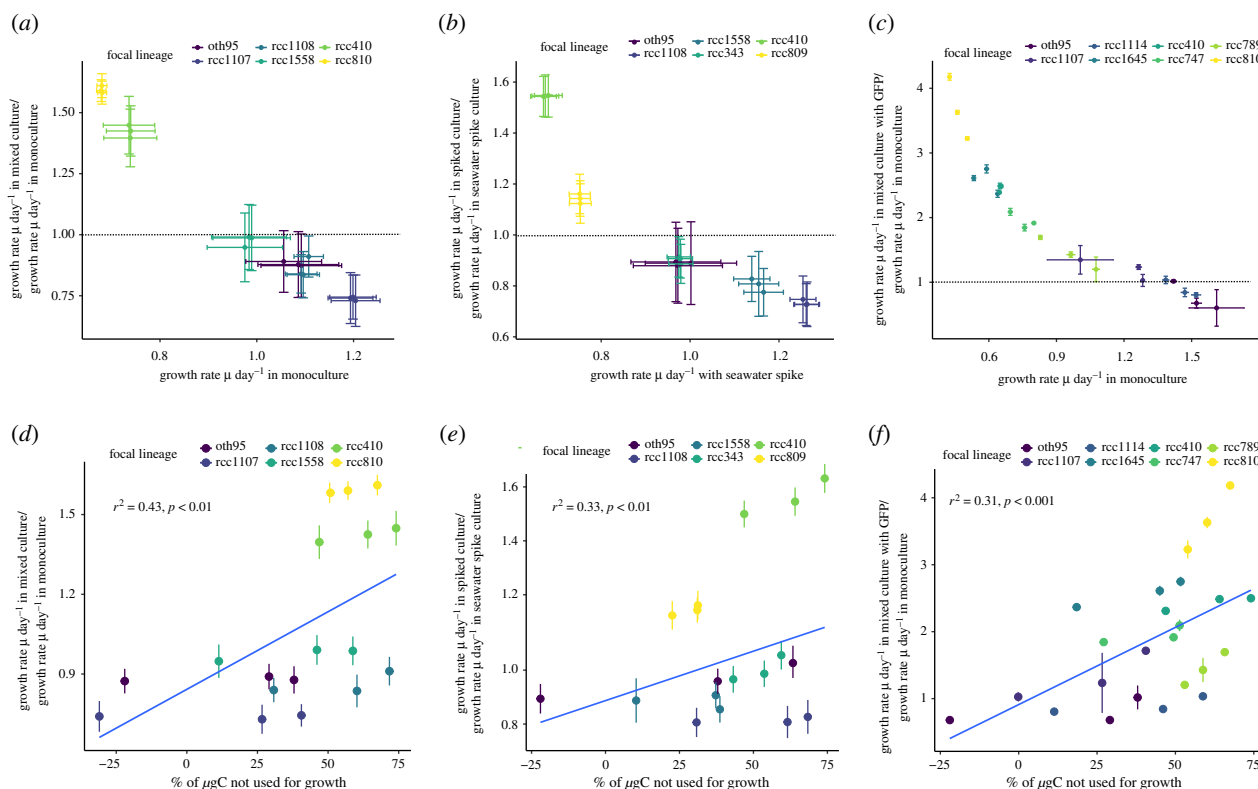 (a)
focal lineage
oth95 rcc1108 rcc410
rcc1107 rcc1558 rcc810
growth rate μ day⁻¹ in mixed culture/
growth rate μ day⁻¹ in monoculture
1.50
1.25
1.00
0.75
0.8 1.0 1.2
growth rate μ day⁻¹ in monoculture
(b)
focal lineage
oth95 rcc1558 rcc410
rcc1108 rcc343 rcc809
growth rate μ day⁻¹ in spiked culture/
growth rate μ day⁻¹ in seawater spike culture
1.6
1.4
1.2
1.0
0.8
0.6
0.8 1.0 1.2
growth rate μ day⁻¹ with seawater spike
(c)
focal lineage
oth95 rcc1114 rcc410 rcc789
rcc1107 rcc1645 rcc747 rcc810
growth rate μ day⁻¹ in mixed culture with GFP/
growth rate μ day⁻¹ in monoculture
4
3
2
1
0.6 0.9 1.2 1.5
growth rate μ day⁻¹ in monoculture
(d)
focal lineage
oth95 rcc1108 rcc410
rcc1107 rcc1558 rcc810
r² = 0.43, p < 0.01
growth rate μ day⁻¹ in mixed culture/
growth rate μ day⁻¹ in monoculture
1.5
1.2
0.9
−25 0 25 50 75
% of μgC not used for growth
(e)
focal lineage
oth95 rcc1558 rcc410
rcc1108 rcc343 rcc809
r² = 0.33, p < 0.01
growth rate μ day⁻¹ in spiked culture/
growth rate μ day⁻¹ in seawater spike culture
1.6
1.4
1.2
1.0
0.8
−25 0 25 50 75
% of μgC not used for growth
(f)
focal lineage
oth95 rcc1114 rcc410 rcc789
rcc1107 rcc1645 rcc747 rcc810
r² = 0.31, p < 0.001
growth rate μ day⁻¹ in mixed culture with GFP/
growth rate μ day⁻¹ in monoculture
4
3
2
1
−25 0 25 50 75
% of μgC not used for growth